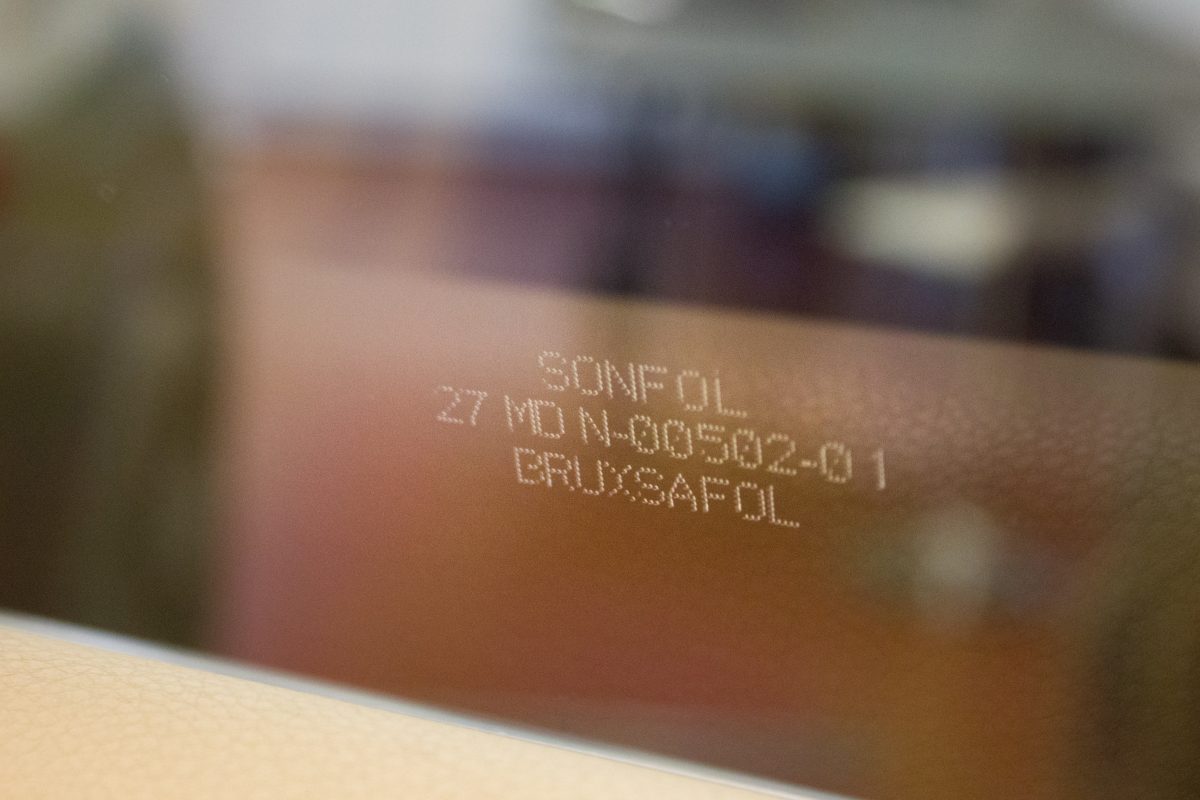 SONFOL
27 MD N-00502-01
BRUXSAFOL